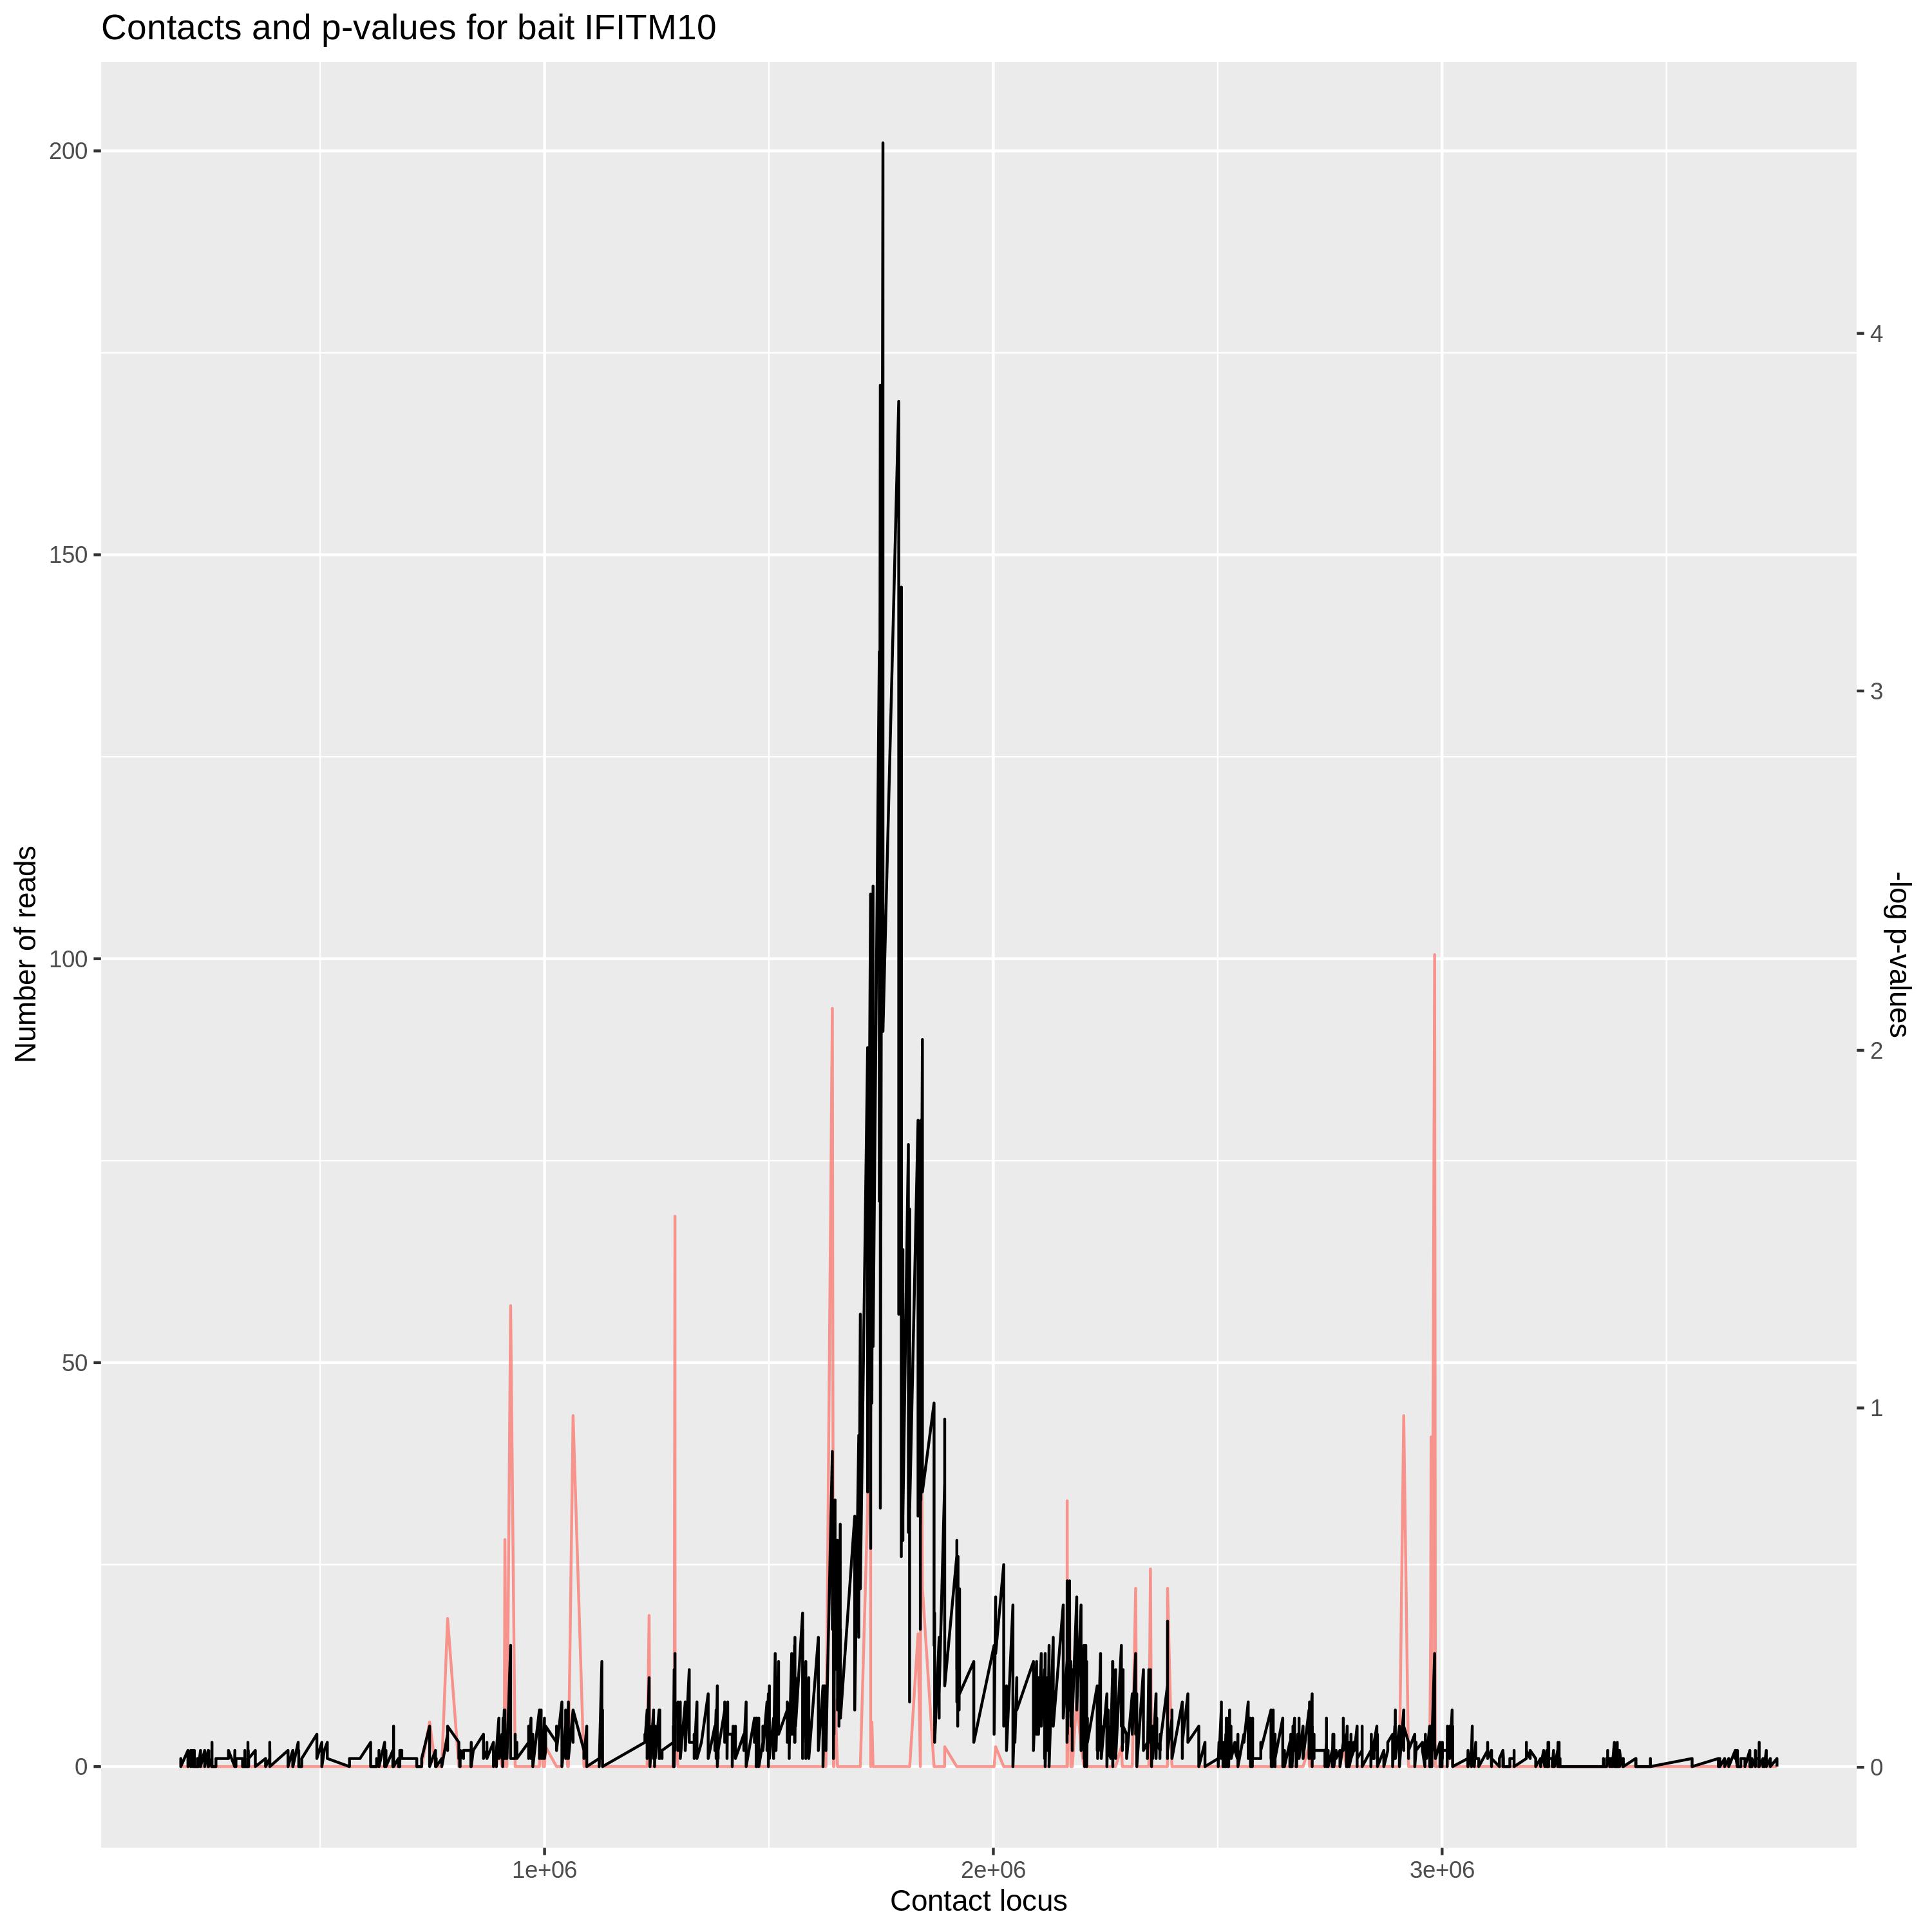 Contacts and p-values for bait IFITM10
200
150
100
50
0
Number of reads
4
3
2
1
0
-log p-values
1e+06
2e+06
3e+06
Contact locus